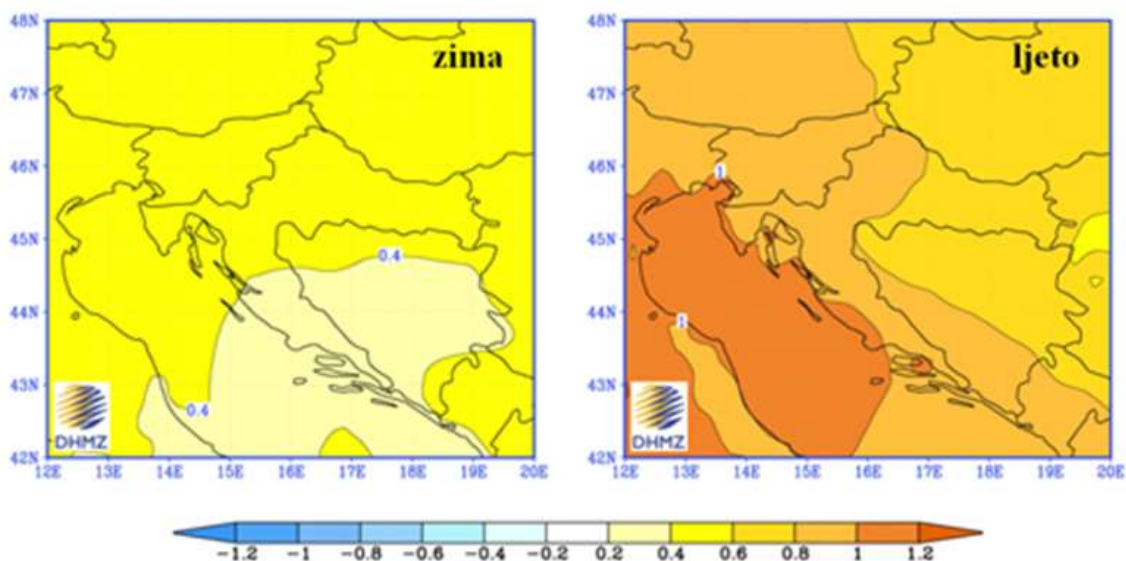 48N
zima
47N
46N
45N
0.4
44N
43N
0.4
DHMZ
42N
12E 13E 14E 15E 16E 17E 18E 19E 20E
48N
ljeto
47N
46N
1
45N
44N
1
43N
DHMZ
42N
12E 13E 14E 15E 16E 17E 18E 19E 20E
-1.2 -1 -0.8 -0.6 -0.4 -0.2 0.2 0.4 0.6 0.8 1 1.2